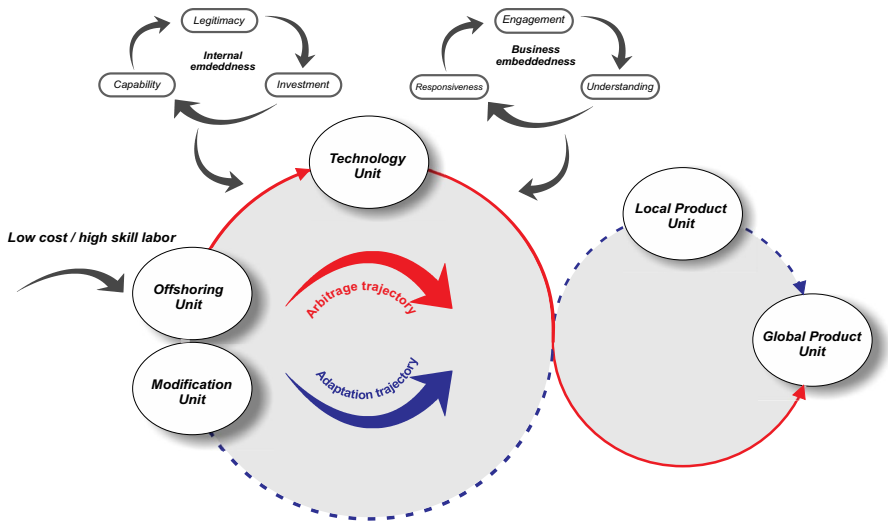 Legitimacy
Internal
emdeddness
Capability
Investment
Engagement
Business
embeddedness
Responsiveness
Understanding
Technology
Unit
Local Product
Unit
Low cost / high skill labor
Offshoring
Unit
Arbitrage trajectory
Global Product
Unit
Modification
Unit
Adaptation trajectory